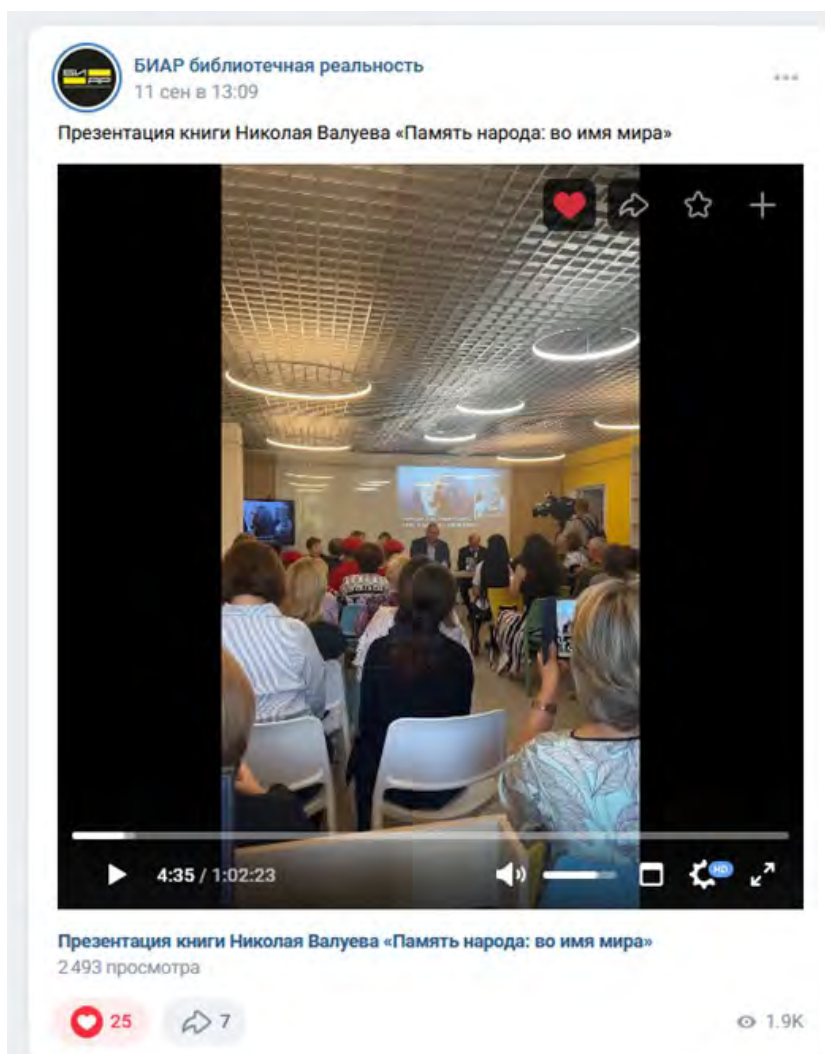 БИАР библиотечная реальность
11 сен в 13:09
Презентация книги Николая Валуева «Память народа: во имя мира»
4:35 / 1:02:23
HD
Презентация книги Николая Валуева «Память народа: во имя мира»
2 493 просмотра
25 7 1.9K